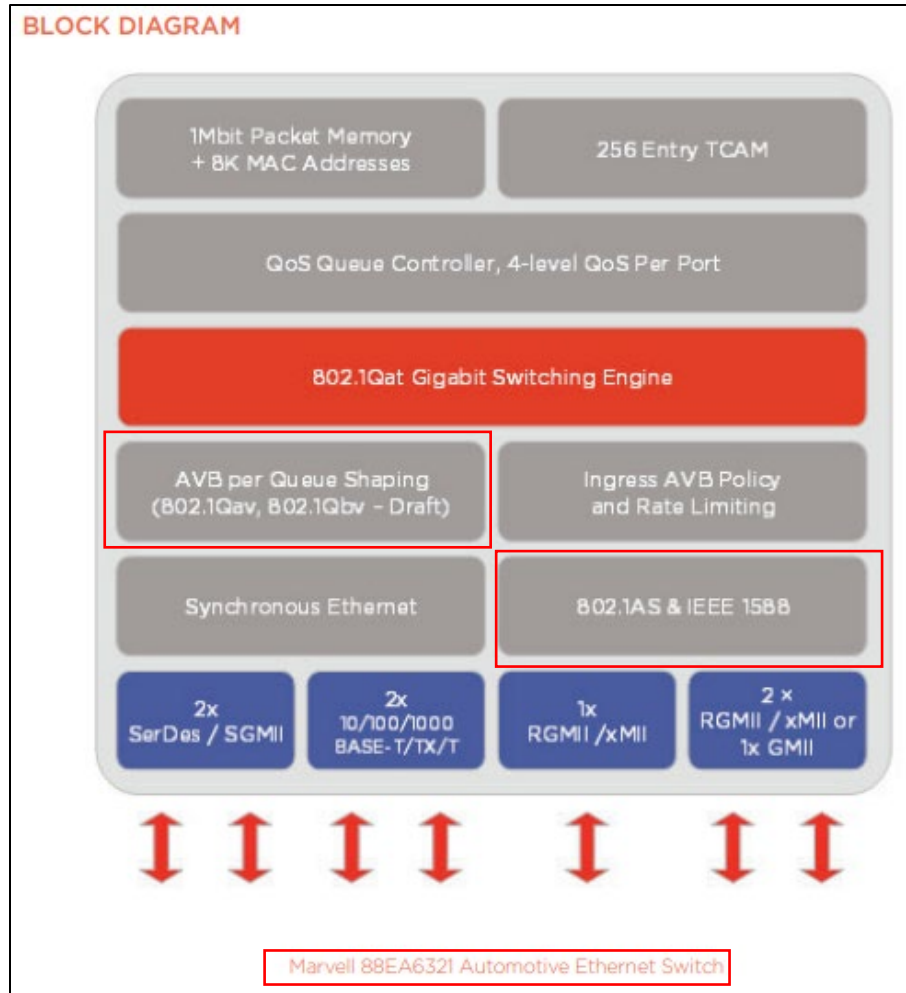 BLOCK DIAGRAM
1Mbit Packet Memory
+ 8K MAC Addresses
256 Entry TCAM
QoS Queue Controller, 4-level QoS Per Port
802.1Qat Gigabit Switching Engine
AVB per Queue Shaping
(802.1Qav, 802.1Qbv – Draft)
Ingress AVB Policy
and Rate Limiting
Synchronous Ethernet
802.1AS & IEEE 1588
2x
SerDes / SGMII
2x
10/100/1000
BASE-T/TX/T
1x
RGMII /xMII
2 ×
RGMII / xMII or
1x GMII
Marvell 88EA6321 Automotive Ethernet Switch